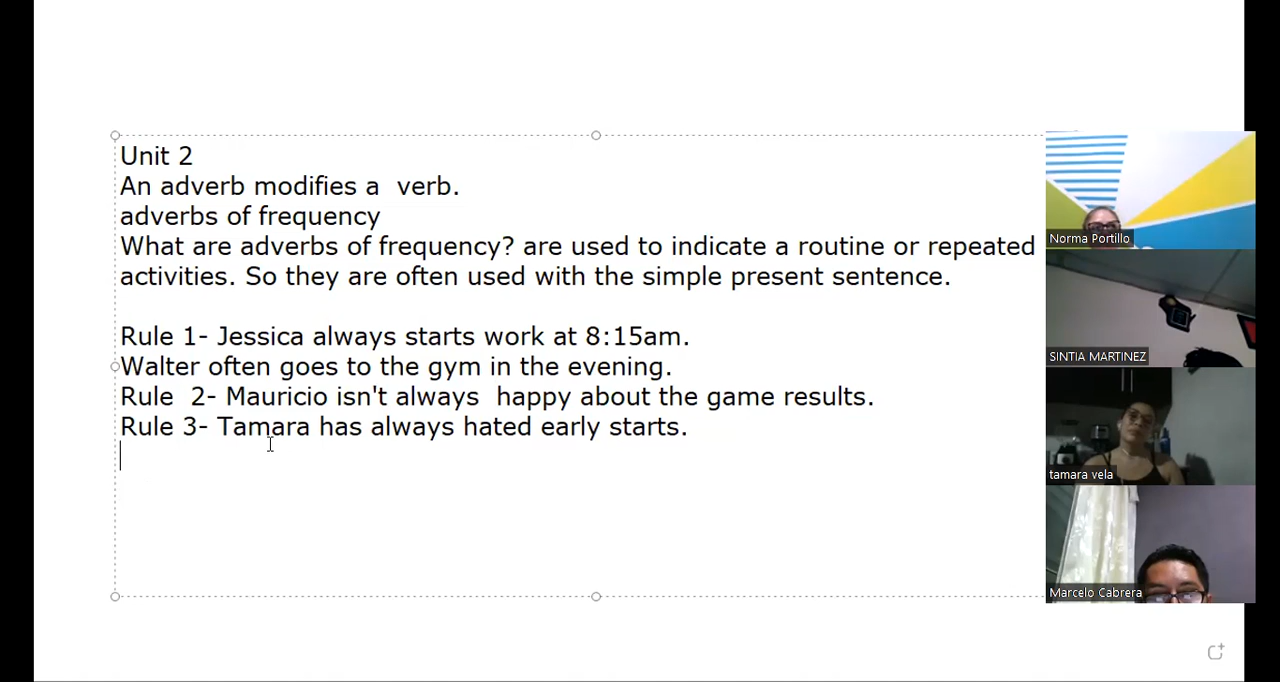 Unit 2
An adverb modifies a  verb.
adverbs of frequency
What are adverbs of frequency? are used to indicate a routine or repeated
activities. So they are often used with the simple present sentence.
Rule 1- Jessica always starts work at 8:15am.
Walter often goes to the gym in the evening.
Rule  2- Mauricio isn't always  happy about the game results.
Rule 3- Tamara has always hated early starts.
Norma Portillo
SINTIA MARTINEZ
tamara vela
Marcelo Cabrera